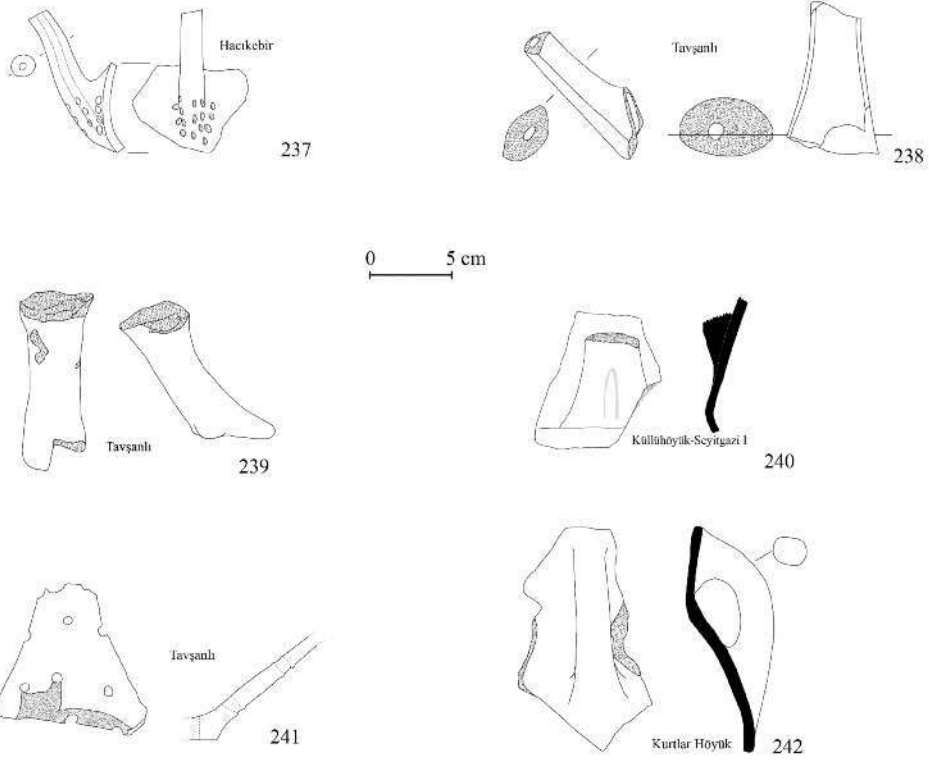 Hacıkebir
237
Tavşanlı
238
0 5 cm
Tavşanlı
239
Küllühöyük-Seyitgazi I
240
Tavşanlı
241
Kurtlar Höyük
242